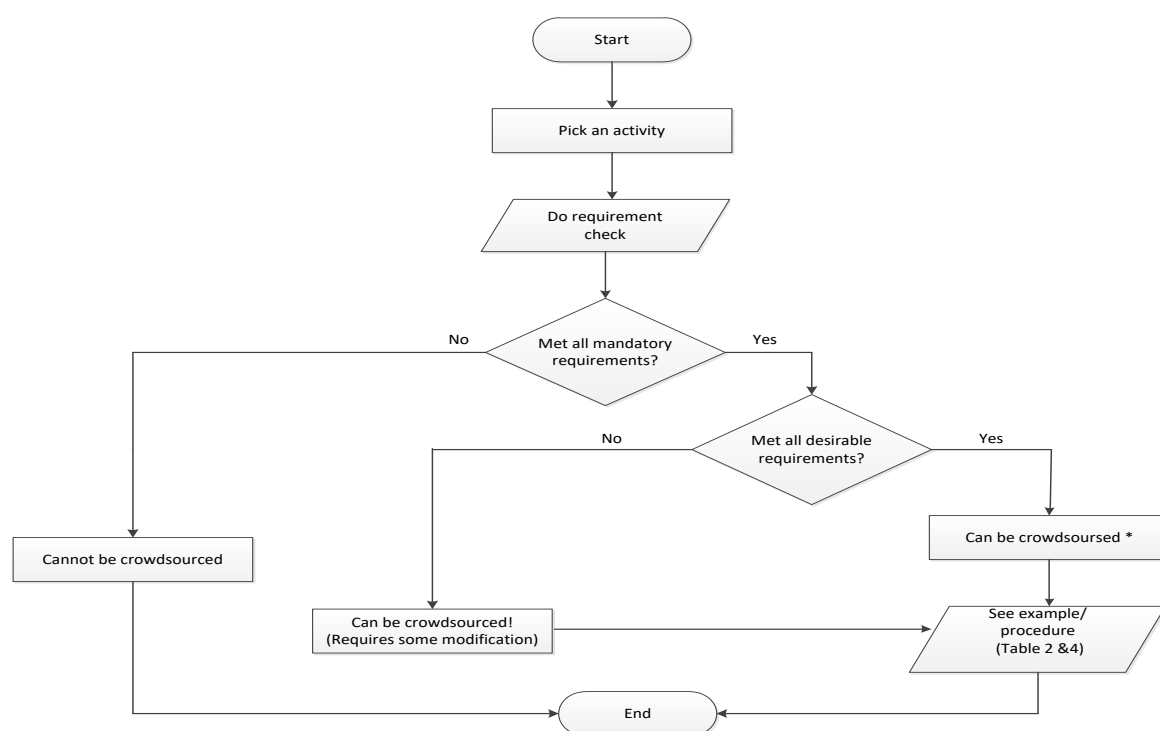 Start
Pick an activity
Do requirement
check
No
Met all mandatory
requirements?
Yes
No
Met all desirable
requirements?
Yes
Cannot be crowdsourced
Can be crowdsoursed *
Can be crowdsourced!
(Requires some modification)
See example/
procedure
(Table 2 &4)
End